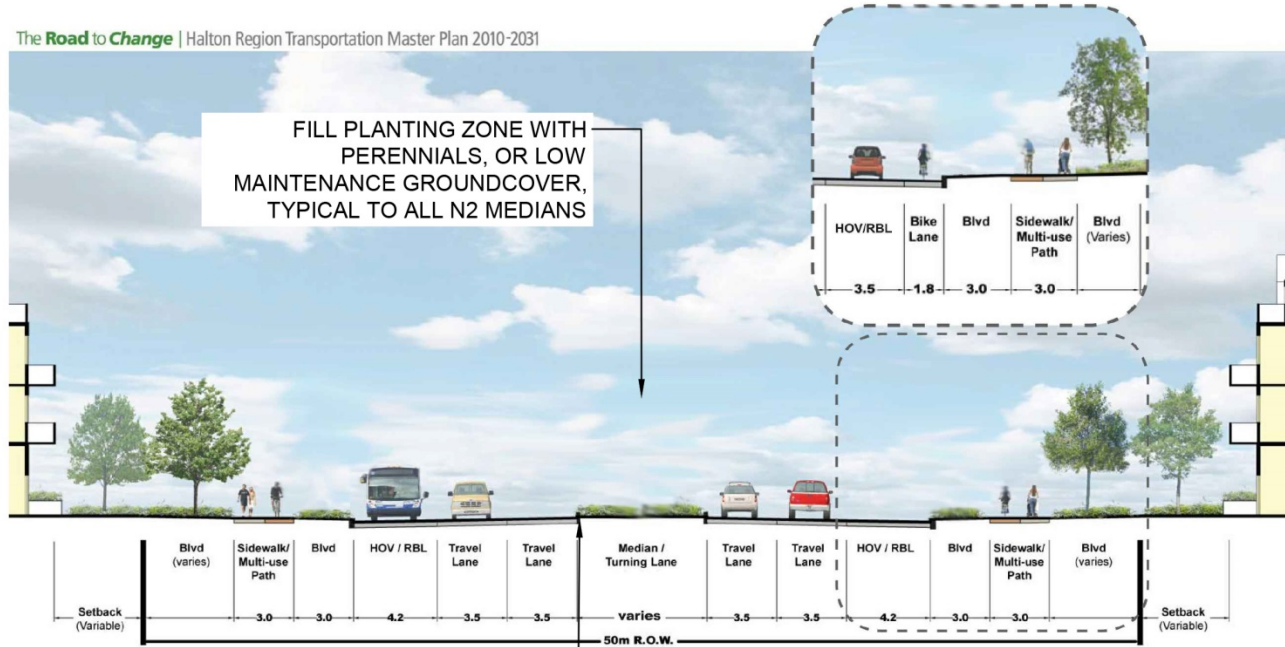 The Road to Change | Halton Region Transportation Master Plan 2010-2031
FILL PLANTING ZONE WITH
PERENNIALS, OR LOW
MAINTENANCE GROUNDCOVER,
TYPICAL TO ALL N2 MEDIANS
HOV/RBL Bike Lane Blvd Sidewalk/ Multi-use Path Blvd (Varies)
3.5 1.8 3.0 3.0
Blvd (varies) Sidewalk/ Multi-use Path Blvd HOV / RBL Travel Lane Travel Lane Median / Turning Lane Travel Lane Travel Lane HOV / RBL Blvd Sidewalk/ Multi-use Path Blvd (varies)
Setback (Variable) 3.0 3.0 4.2 3.5 3.5 varies 3.5 3.5 4.2 3.0 3.0 Setback (Variable)
50m R.O.W.